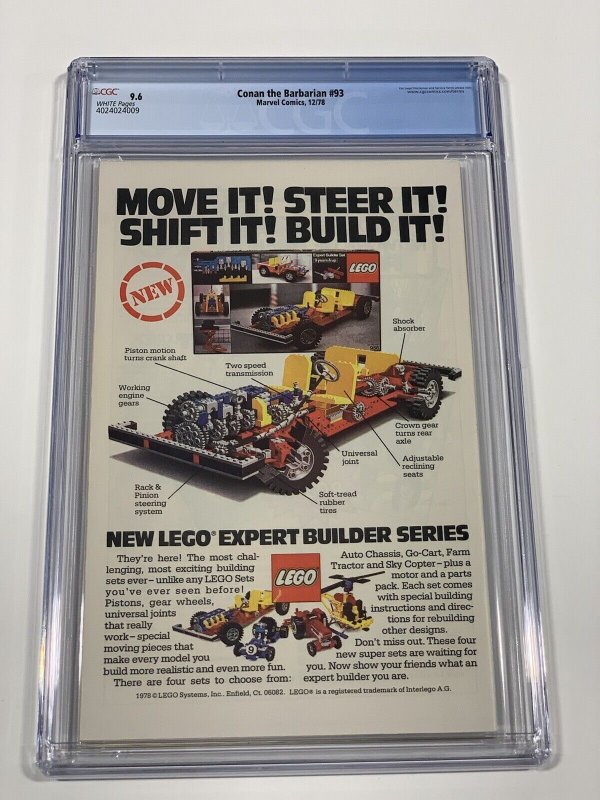 CGC
9.6
WHITE Pages
4024024009
Conan the Barbarian #93
Marvel Comics, 12/78
CGC
MOVE IT! STEER IT!
SHIFT IT! BUILD IT!
NEW
Expert Builder Set
LEGO
Shock
absorber
Piston motion
turns crank shaft
Two speed
transmission
Working
engine
gears
Crown gear
turns rear
axle
Universal
joint
Adjustable
reclining
seats
Rack &
Pinion
steering
system
Soft-tread
rubber
tires
NEW LEGO® EXPERT BUILDER SERIES
They're here! The most chal-
lenging, most exciting building
sets ever – unlike any LEGO Sets
you've ever seen before!
Pistons, gear wheels,
universal joints
that really
work – special
moving pieces that
make every model you
build more realistic and even more fun.
There are four sets to choose from:
LEGO
9
Auto Chassis, Go-Cart, Farm
Tractor and Sky Copter – plus a
motor and a parts
pack. Each set comes
with special building
instructions and direc-
tions for rebuilding
other designs.
Don't miss out. These four
new super sets are waiting for
you. Now show your friends what an
expert builder you are.
1978 © LEGO Systems, Inc. Enfield, Ct. 06082. LEGO® is a registered trademark of Interlego A.G.